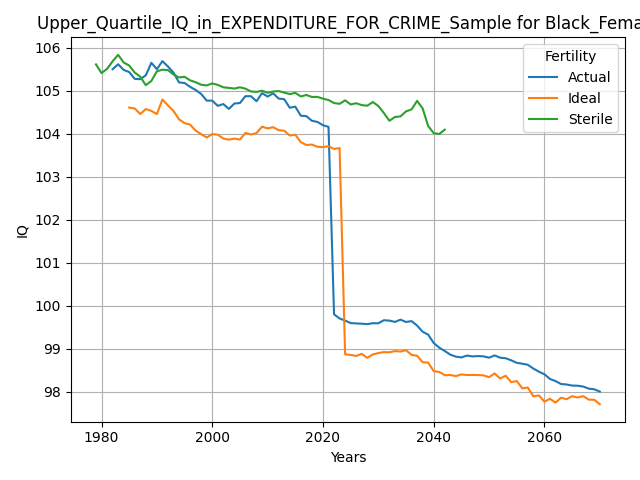 Upper_Quartile_IQ_in_EXPENDITURE_FOR_CRIME_Sample for Black_Fema
106
105
104
103
102
101
100
99
98
IQ
Fertility
Actual
Ideal
Sterile
1980
2000
2020
2040
2060
Years